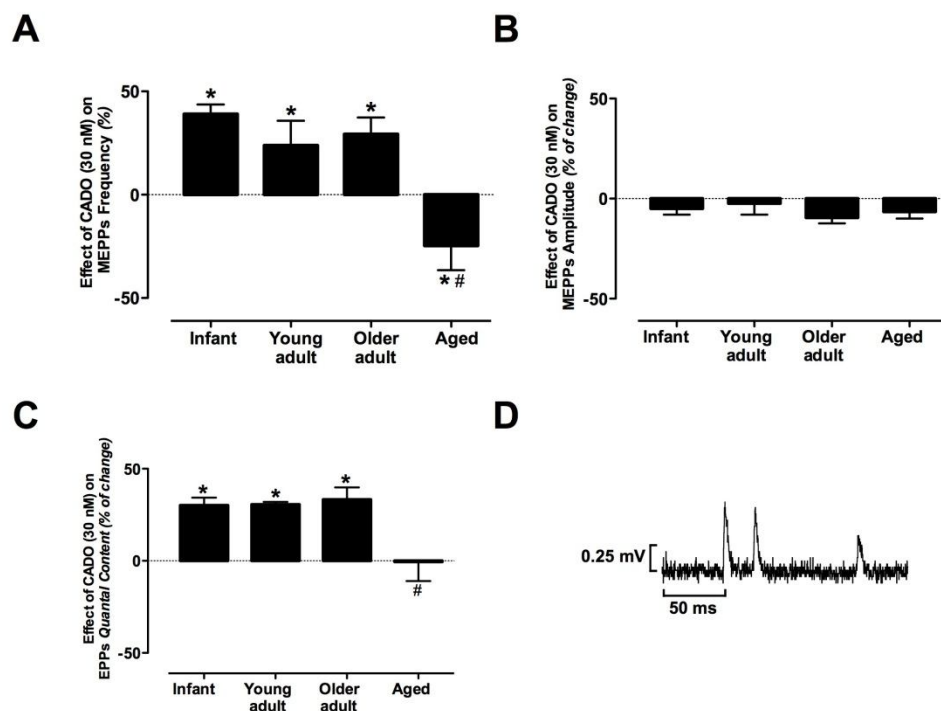 A
Effect of CADO (30 nM) on
MEPPs Frequency (%)
50
0
-50
*
*
*
* #
Infant
Young
adult
Older
adult
Aged
B
Effect of CADO (30 nM) on
MEPPs Amplitude (% of change)
50
0
-50
Infant
Young
adult
Older
adult
Aged
C
Effect of CADO (30 nM) on
EPPs Quantal Content (% of change)
50
0
-50
*
*
*
#
Infant
Young
adult
Older
adult
Aged
D
0.25 mV
50 ms